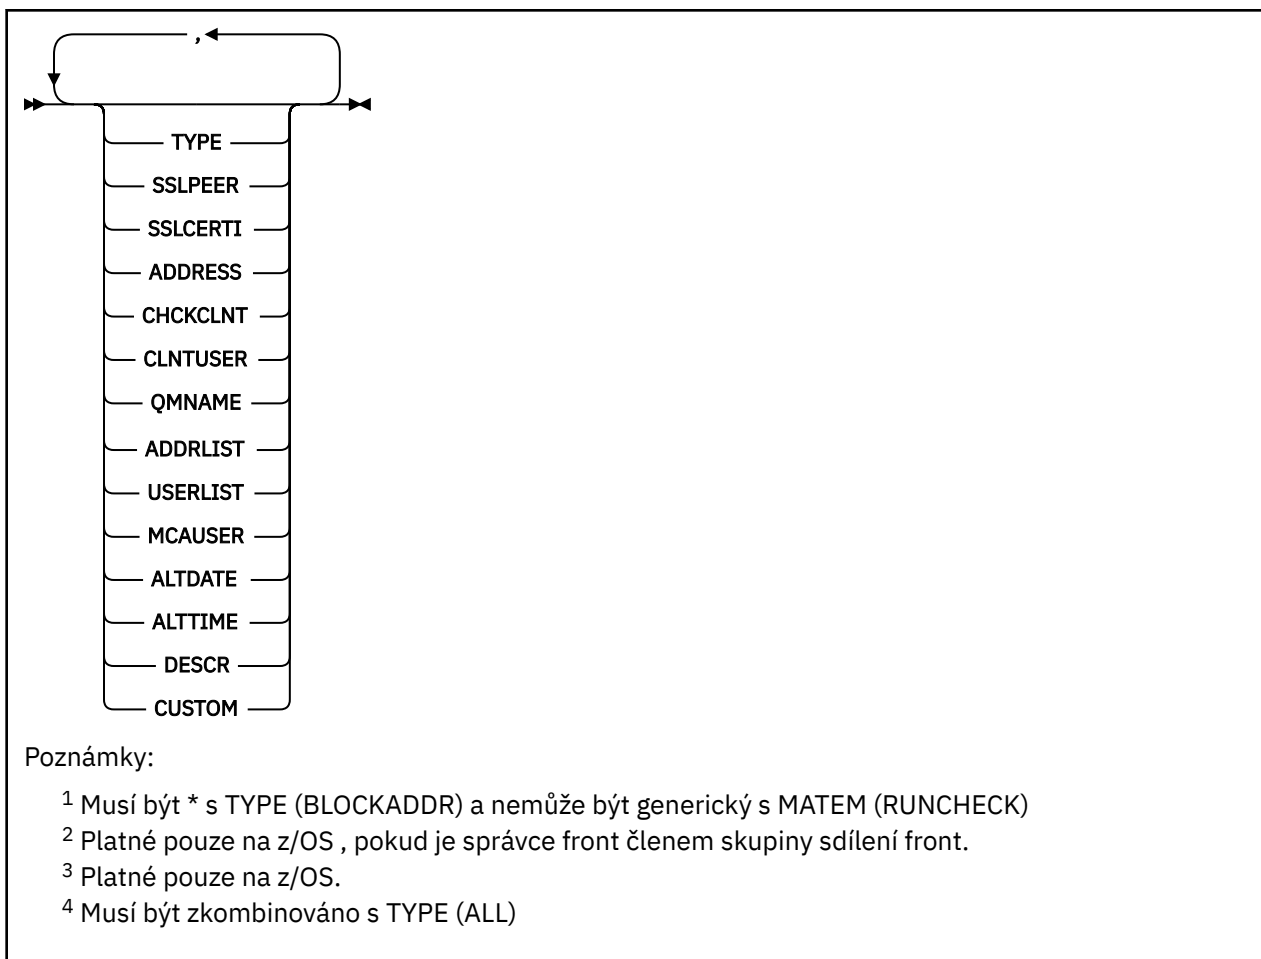 ,
TYPE
SSLPEER
SSLCERTI
ADDRESS
CHCKCLNT
CLNTUSER
QMNAME
ADDRLIST
USERLIST
MCAUSER
ALTDATE
ALTTIME
DESCR
CUSTOM
Poznámky:
1 Musí být * s TYPE (BLOCKADDR) a nemůže být generický s MATEM (RUNCHECK)
2 Platné pouze na z/OS , pokud je správce front členem skupiny sdílení front.
3 Platné pouze na z/OS.
4 Musí být zkombinováno s TYPE (ALL)